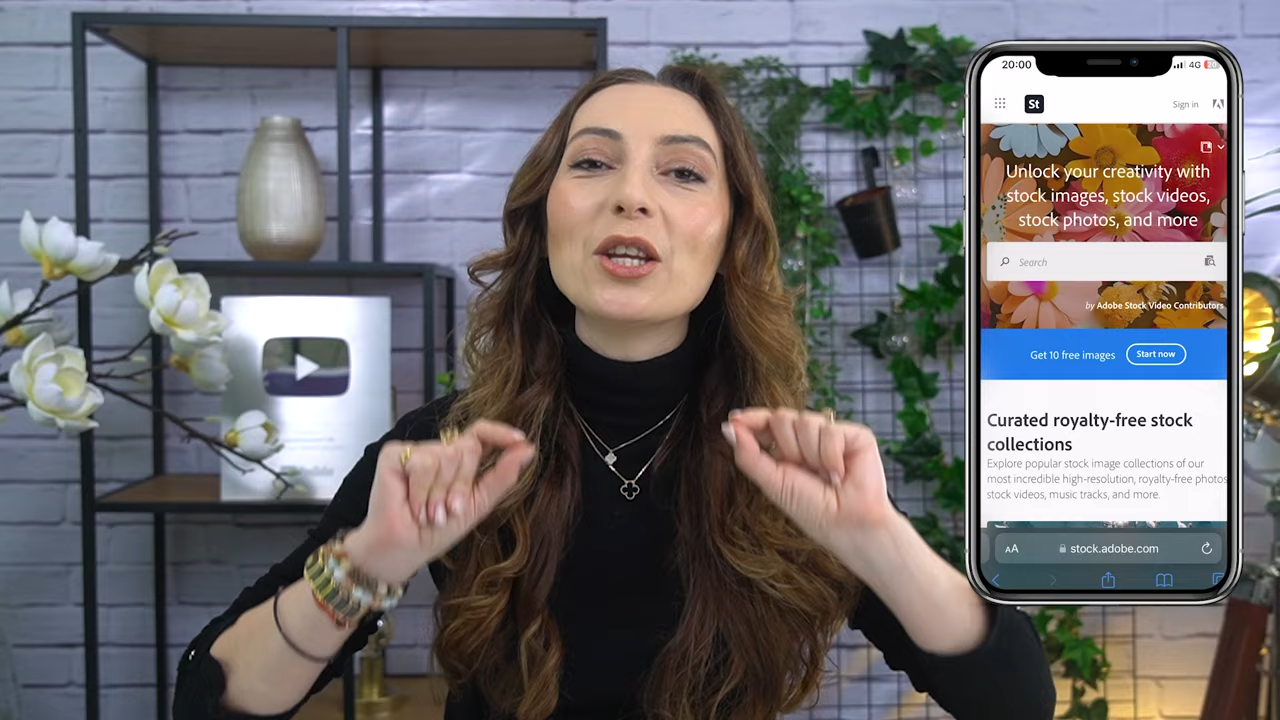 20:00
4G
St
Sign in
Unlock your creativity with
stock images, stock videos,
stock photos, and more
Search
by Adobe Stock Video Contributors
Get 10 free images
Start now
Curated royalty-free stock
collections
Explore popular stock image collections of our
most incredible high-resolution, royalty-free photos
stock videos, music tracks, and more.
AA
stock.adobe.com